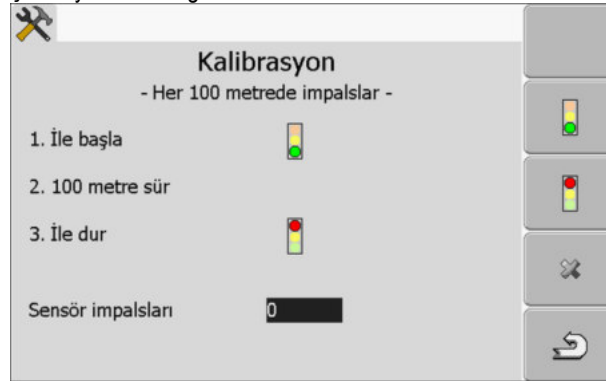 Kalibrasyon
- Her 100 metrede impalslar -
1. İle başla
2. 100 metre sür
3. İle dur
Sensör impalsları 0